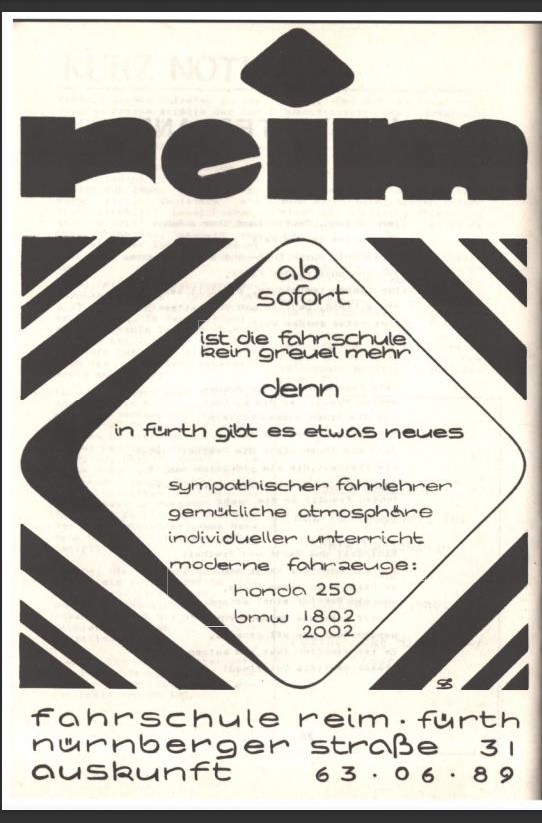 reim
ab
sofort
ist die fahrschule
kein greuel mehr
denn
in fürth gibt es etwas neues
sympathischer fahrlehrer
gemütliche atmosphäre
individueller unterricht
moderne fahrzeuge:
honda 250
bmw 1802
2002
fahrschule reim · fürth
nürnberger straße 31
auskunft 63 · 06 · 89